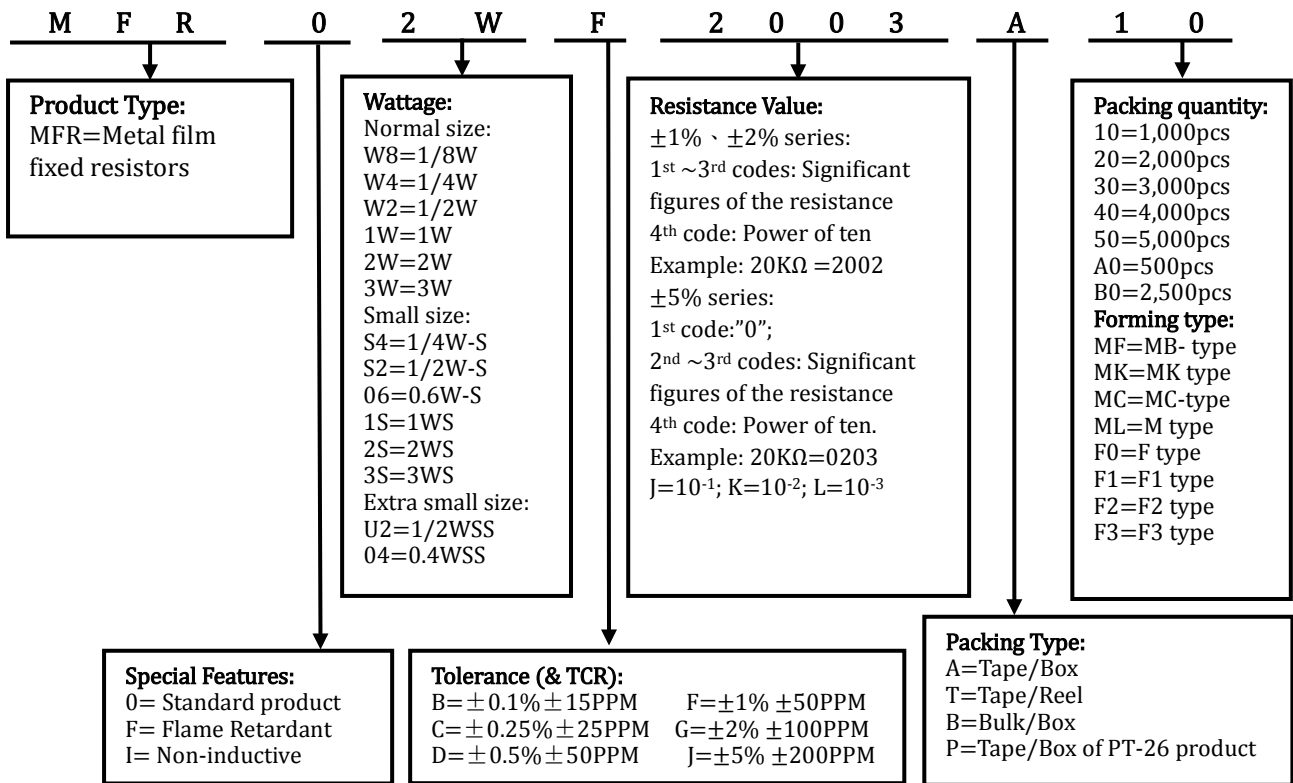 M F R 0 2 W F 2 0 0 3 A 1 0
Product Type:
MFR=Metal film
fixed resistors
Wattage:
Normal size:
W8=1/8W
W4=1/4W
W2=1/2W
1W=1W
2W=2W
3W=3W
Small size:
S4=1/4W-S
S2=1/2W-S
06=0.6W-S
1S=1WS
2S=2WS
3S=3WS
Extra small size:
U2=1/2WSS
04=0.4WSS
Resistance Value:
±1%、±2% series:
1st ~3rd codes: Significant
figures of the resistance
4th code: Power of ten
Example: 20KΩ =2002
±5% series:
1st code:”0”;
2nd ~3rd codes: Significant
figures of the resistance
4th code: Power of ten.
Example: 20KΩ=0203
J=10-1; K=10-2; L=10-3
Packing quantity:
10=1,000pcs
20=2,000pcs
30=3,000pcs
40=4,000pcs
50=5,000pcs
A0=500pcs
B0=2,500pcs
Forming type:
MF=MB- type
MK=MK type
MC=MC-type
ML=M type
F0=F type
F1=F1 type
F2=F2 type
F3=F3 type
Special Features:
0= Standard product
F= Flame Retardant
I= Non-inductive
Tolerance (& TCR):
B=±0.1%±15PPM F=±1% ±50PPM
C=±0.25%±25PPM G=±2% ±100PPM
D=±0.5%±50PPM J=±5% ±200PPM
Packing Type:
A=Tape/Box
T=Tape/Reel
B=Bulk/Box
P=Tape/Box of PT-26 product